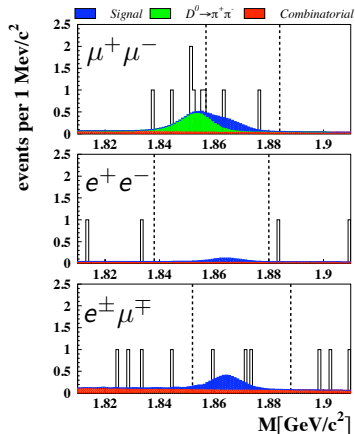 Signal D⁰→π⁺π⁻ Combinatorial
events per 1 Mev/c²
μ⁺μ⁻
2.5
2
1.5
1
0.5
0
1.82 1.84 1.86 1.88 1.9
e⁺e⁻
2.5
2
1.5
1
0.5
0
1.82 1.84 1.86 1.88 1.9
e±μ∓
2.5
2
1.5
1
0.5
0
1.82 1.84 1.86 1.88 1.9
M[GeV/c²]